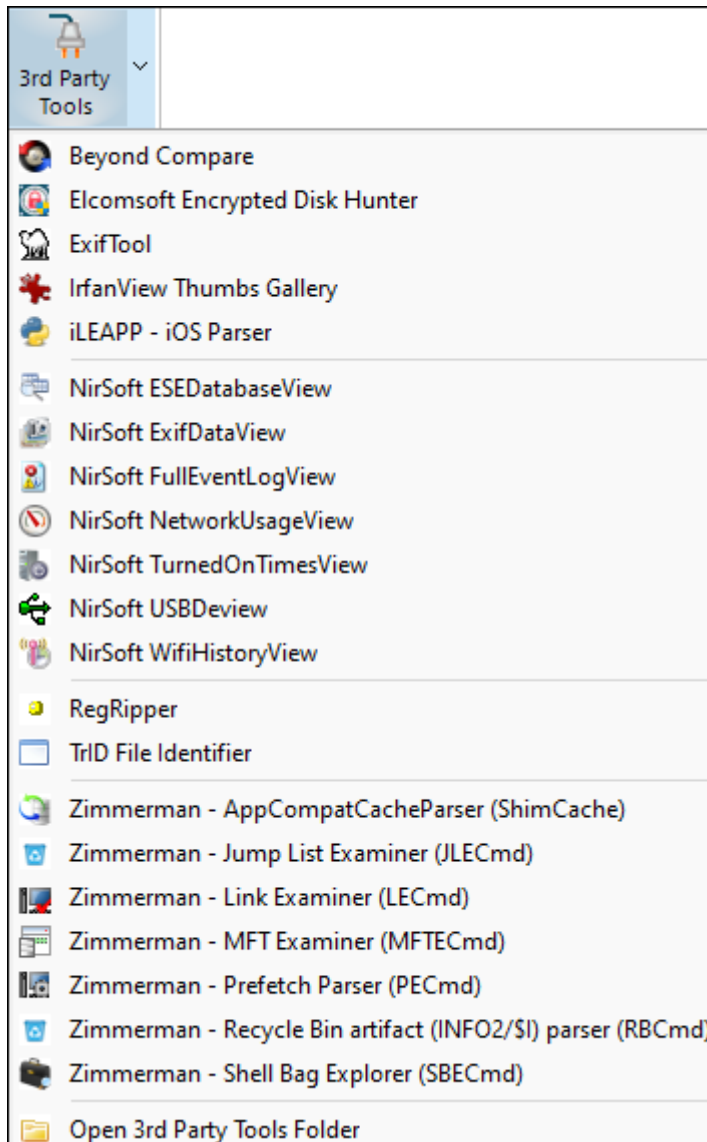 3rd Party
Tools
Beyond Compare
Elcomsoft Encrypted Disk Hunter
ExifTool
IrfanView Thumbs Gallery
iLEAPP - iOS Parser
NirSoft ESEDatabaseView
NirSoft ExifDataView
NirSoft FullEventLogView
NirSoft NetworkUsageView
NirSoft TurnedOnTimesView
NirSoft USBDeview
NirSoft WifiHistoryView
RegRipper
TrID File Identifier
Zimmerman - AppCompatCacheParser (ShimCache)
Zimmerman - Jump List Examiner (JLECmd)
Zimmerman - Link Examiner (LECmd)
Zimmerman - MFT Examiner (MFTECmd)
Zimmerman - Prefetch Parser (PECmd)
Zimmerman - Recycle Bin artifact (INFO2/$I) parser (RBCmd)
Zimmerman - Shell Bag Explorer (SBECmd)
Open 3rd Party Tools Folder